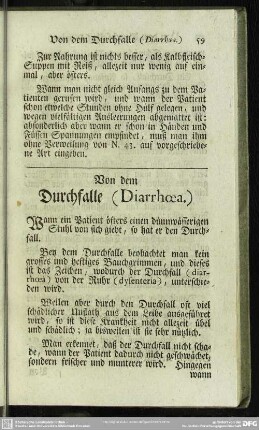 Von dem Durchfalle (Diarrhœa.) 59
Zur Nahrung ist nichts besser, als Kalbfleisch-
Suppen mit Reiß, allezeit nur wenig auf ein-
mal, aber öfters.
Wann man nicht gleich Anfangs zu dem Pa-
tienten gerufen wird, und wann der Patient
schon etwelche Stunden ohne Hülf gelegen, und
wegen vielfältigen Ausleerungen abgemattet ist:
absonderlich aber wann er schon in Händen und
Füssen Spannungen empfindet, muß man ihm
ohne Verweilung von N. 43. auf vorgeschriebe-
ne Art eingeben.
Von dem
Durchfalle (Diarrhœa.)
Wann ein Patient öfters einen dünnwässerigen
Stuhl von sich giebt, so hat er den Durch-
fall.
Bey dem Durchfalle beobachtet man kein
grosses und heftiges Bauchgrimmen, und dieses
ist das Zeichen, wodurch der Durchfall (diar-
rhœa) von der Ruhr (dysenteria), unterschie-
den wird.
Weilen aber durch den Durchfall oft viel
schädlicher Unflath aus dem Leibe ausgeführet
wird, so ist diese Krankheit nicht allezeit übel
und schädlich; ja bisweilen ist sie sehr nützlich.
Man erkennet, daß der Durchfall nicht scha-
de, wann der Patient dadurch nicht geschwächet,
sondern frischer und munterer wird. Hingegen
wann